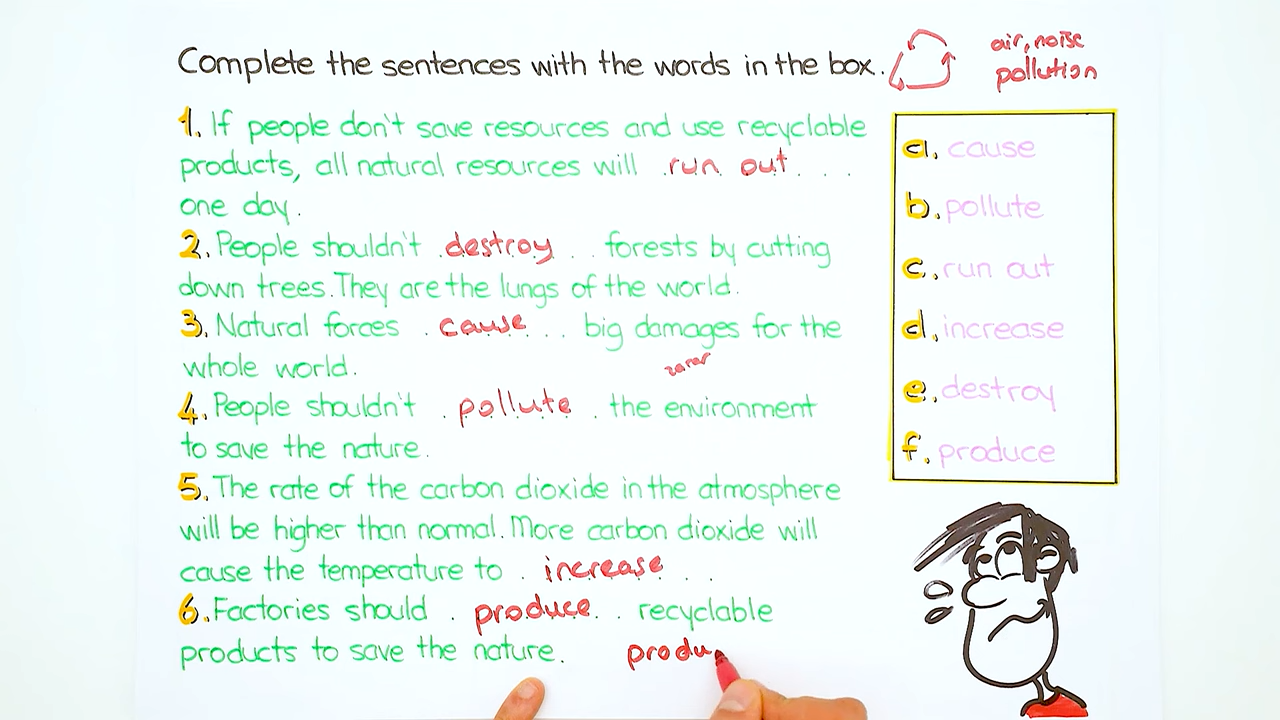 Complete the sentences with the words in the box.
air, noise
pollution
1. If people don't save resources and use recyclable
products, all natural resources will .run out. . .
one day.
2. People shouldn't .destroy. . . forests by cutting
down trees. They are the lungs of the world.
3. Natural forces .cause. . . big damages for the
zarar
whole world.
4. People shouldn't .pollute. the environment
to save the nature.
5. The rate of the carbon dioxide in the atmosphere
will be higher than normal. More carbon dioxide will
cause the temperature to .increase. . .
6. Factories should .produce. . recyclable
products to save the nature.
produ
a. cause
b. pollute
c. run out
d. increase
e. destroy
f. produce